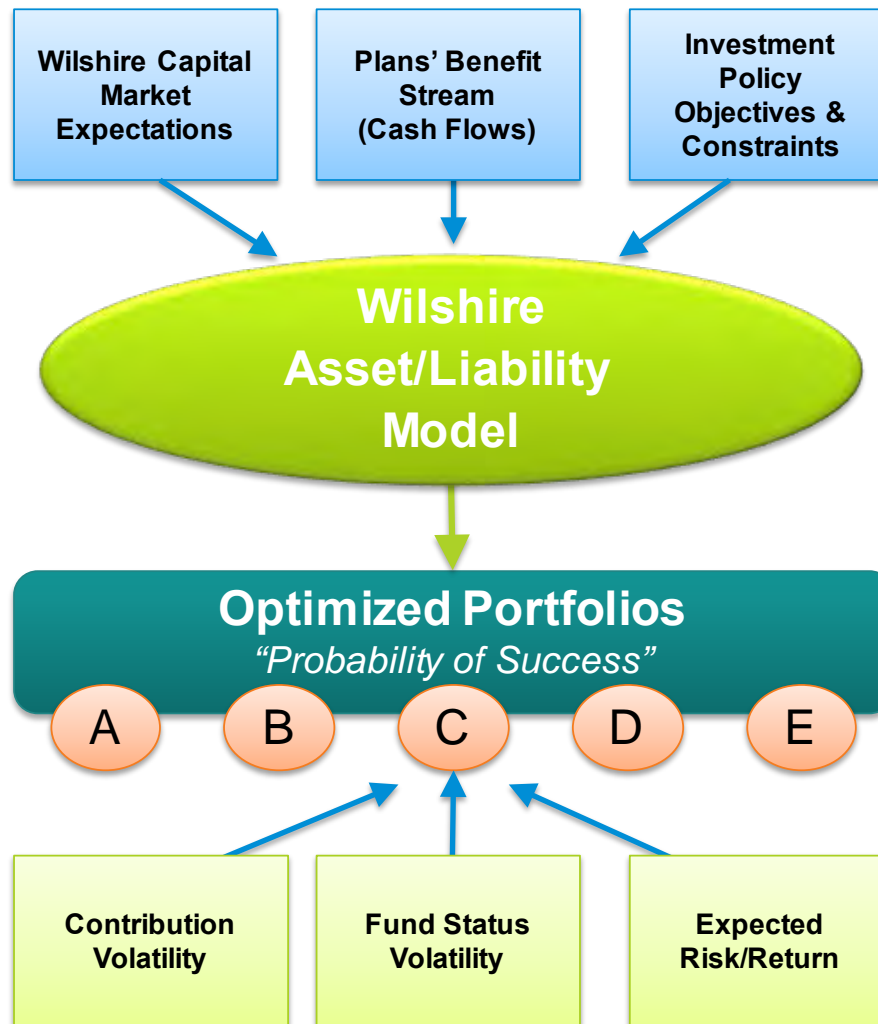 Wilshire Capital
Market
Expectations
Plans’ Benefit
Stream
(Cash Flows)
Investment
Policy
Objectives &
Constraints
Wilshire
Asset/Liability
Model
Optimized Portfolios
“Probability of Success”
A
B
C
D
E
Contribution
Volatility
Fund Status
Volatility
Expected
Risk/Return